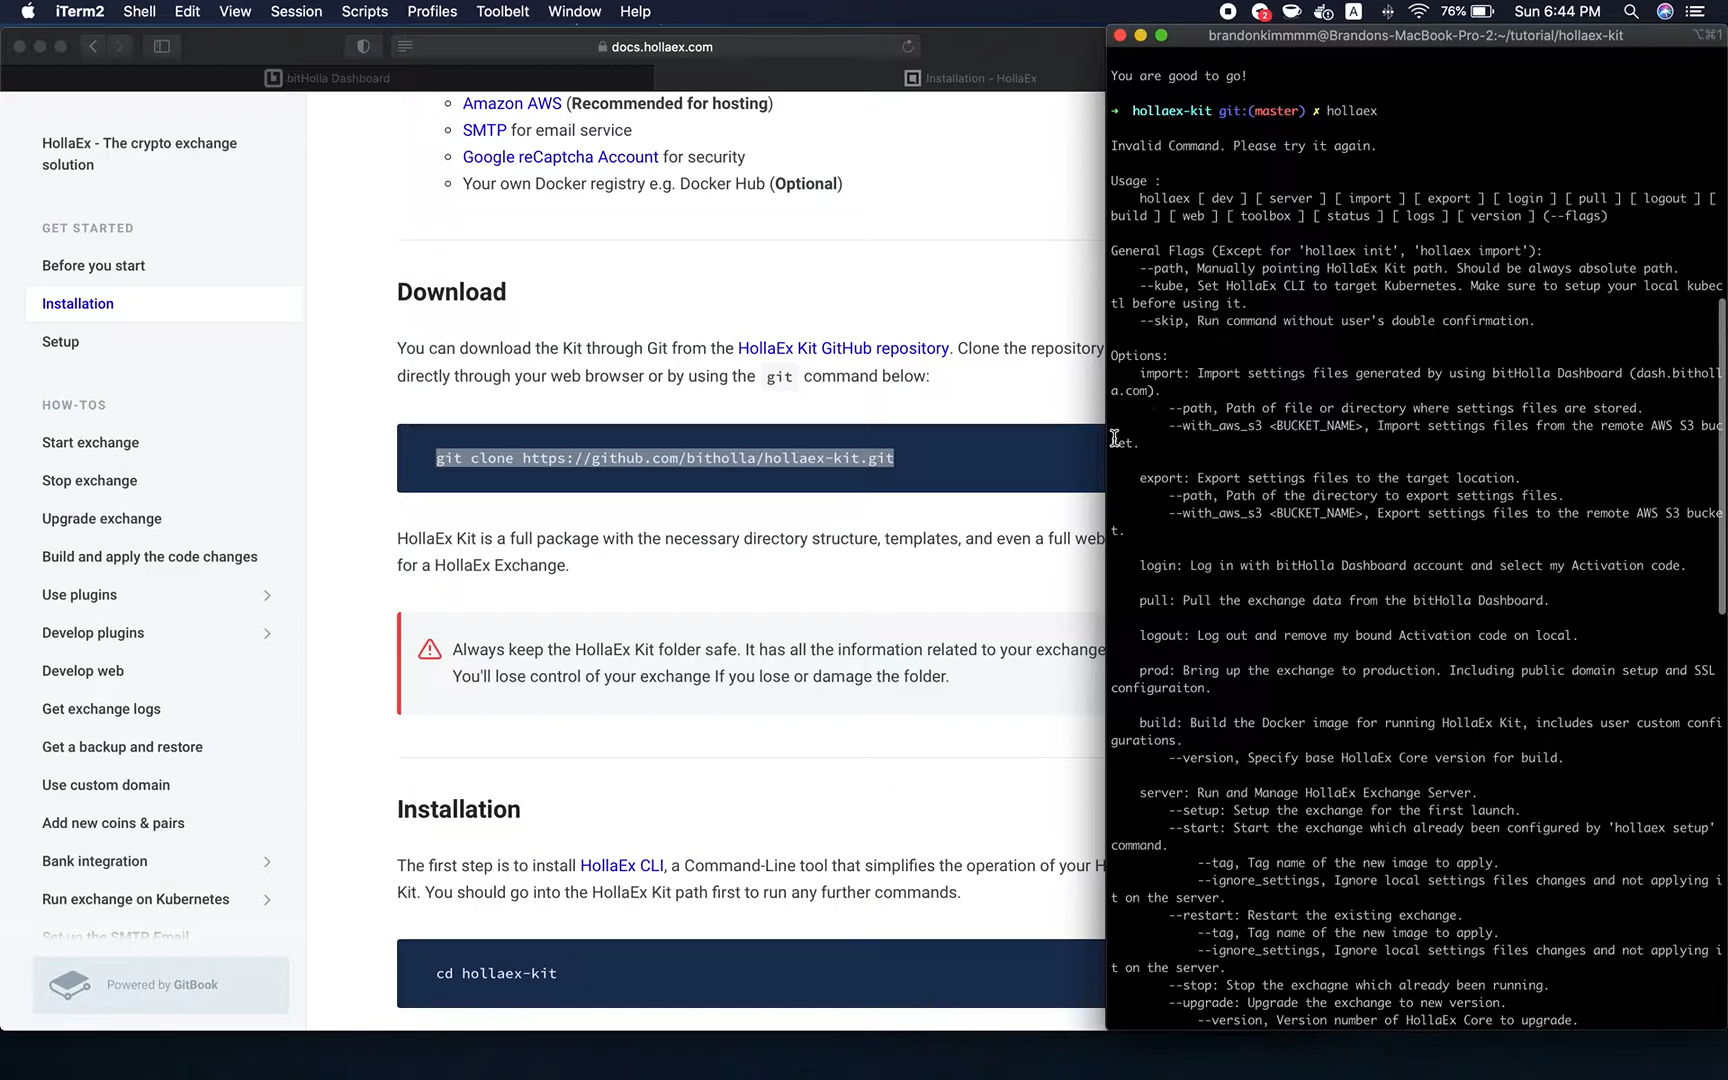 iTerm2 Shell Edit View Session Scripts Profiles Toolbelt Window Help
2 A 76% Sun 6:44 PM
docs.hollaex.com
bitHolla Dashboard
Installation - HollaEx
HollaEx - The crypto exchange
solution
GET STARTED
Before you start
Installation
Setup
HOW-TOS
Start exchange
Stop exchange
Upgrade exchange
Build and apply the code changes
Use plugins
Develop plugins
Develop web
Get exchange logs
Get a backup and restore
Use custom domain
Add new coins & pairs
Bank integration
Run exchange on Kubernetes
Set up the SMTP Email
Powered by GitBook
Amazon AWS (Recommended for hosting)
SMTP for email service
Google reCaptcha Account for security
Your own Docker registry e.g. Docker Hub (Optional)
Download
You can download the Kit through Git from the HollaEx Kit GitHub repository. Clone the repository
directly through your web browser or by using the git command below:
git clone https://github.com/bitholla/hollaex-kit.git
HollaEx Kit is a full package with the necessary directory structure, templates, and even a full web
for a HollaEx Exchange.
Always keep the HollaEx Kit folder safe. It has all the information related to your exchange
You'll lose control of your exchange If you lose or damage the folder.
Installation
The first step is to install HollaEx CLI, a Command-Line tool that simplifies the operation of your H
Kit. You should go into the HollaEx Kit path first to run any further commands.
cd hollaex-kit
brandonkimmmm@Brandons-MacBook-Pro-2:~/tutorial/hollaex-kit ⌥⌘1
You are good to go!
➜ hollaex-kit git:(master) ✗ hollaex
Invalid Command. Please try it again.
Usage :
hollaex [ dev ] [ server ] [ import ] [ export ] [ login ] [ pull ] [ logout ] [
build ] [ web ] [ toolbox ] [ status ] [ logs ] [ version ] (--flags)
General Flags (Except for 'hollaex init', 'hollaex import'):
--path, Manually pointing HollaEx Kit path. Should be always absolute path.
--kube, Set HollaEx CLI to target Kubernetes. Make sure to setup your local kubec
tl before using it.
--skip, Run command without user's double confirmation.
Options:
import: Import settings files generated by using bitHolla Dashboard (dash.bitholl
a.com).
--path, Path of file or directory where settings files are stored.
--with_aws_s3 <BUCKET_NAME>, Import settings files from the remote AWS S3 buc
ket.
export: Export settings files to the target location.
--path, Path of the directory to export settings files.
--with_aws_s3 <BUCKET_NAME>, Export settings files to the remote AWS S3 bucke
t.
login: Log in with bitHolla Dashboard account and select my Activation code.
pull: Pull the exchange data from the bitHolla Dashboard.
logout: Log out and remove my bound Activation code on local.
prod: Bring up the exchange to production. Including public domain setup and SSL
configuraiton.
build: Build the Docker image for running HollaEx Kit, includes user custom confi
gurations.
--version, Specify base HollaEx Core version for build.
server: Run and Manage HollaEx Exchange Server.
--setup: Setup the exchange for the first launch.
--start: Start the exchange which already been configured by 'hollaex setup'
command.
--tag, Tag name of the new image to apply.
--ignore_settings, Ignore local settings files changes and not applying i
t on the server.
--restart: Restart the existing exchange.
--tag, Tag name of the new image to apply.
--ignore_settings, Ignore local settings files changes and not applying i
t on the server.
--stop: Stop the exchagne which already been running.
--upgrade: Upgrade the exchange to new version.
--version, Version number of HollaEx Core to upgrade.